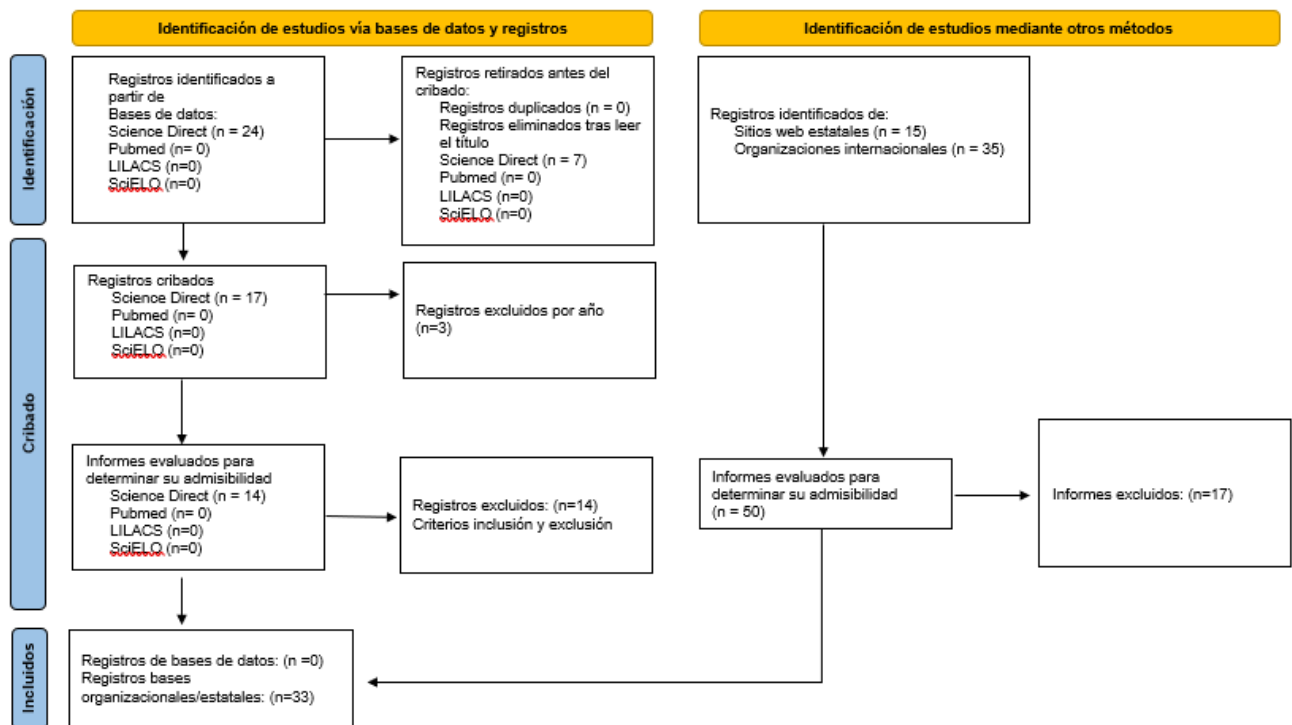 Identificación de estudios vía bases de datos y registros
Identificación de estudios mediante otros métodos
Identificación
Registros identificados a
partir de
Bases de datos:
Science Direct (n = 24)
Pubmed (n= 0)
LILACS (n=0)
SciELO (n=0)
Registros retirados antes del
cribado:
Registros duplicados (n = 0)
Registros eliminados tras leer
el título
Science Direct (n = 7)
Pubmed (n= 0)
LILACS (n=0)
SciELO (n=0)
Registros identificados de:
Sitios web estatales (n = 15)
Organizaciones internacionales (n = 35)
Cribado
Registros cribados
Science Direct (n = 17)
Pubmed (n= 0)
LILACS (n=0)
SciELO (n=0)
Registros excluidos por año
(n=3)
Informes evaluados para
determinar su admisibilidad
Science Direct (n = 14)
Pubmed (n= 0)
LILACS (n=0)
SciELO (n=0)
Registros excluidos: (n=14)
Criterios inclusión y exclusión
Informes evaluados para
determinar su admisibilidad
(n = 50)
Informes excluidos: (n=17)
Incluidos
Registros de bases de datos: (n =0)
Registros bases
organizacionales/estatales: (n=33)